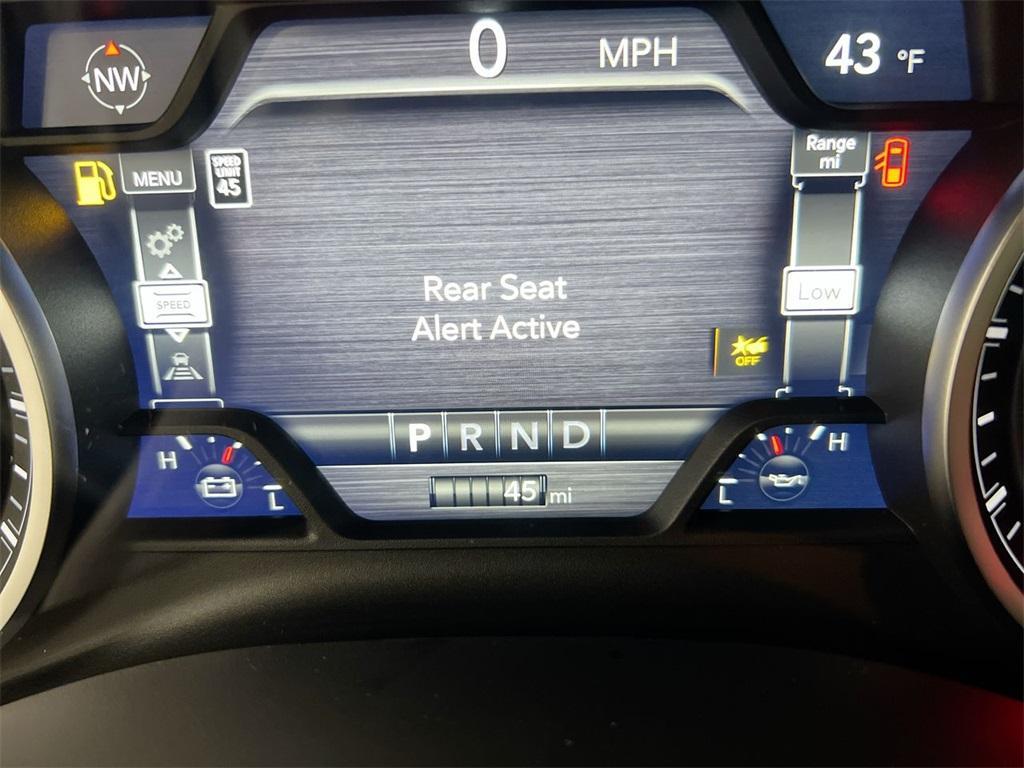 NW
0 MPH
43 °F
MENU
SPEED
LIMIT
45
Range
mi
SPEED
Low
Rear Seat
Alert Active
OFF
P R N D
H
L
45 mi
H
L